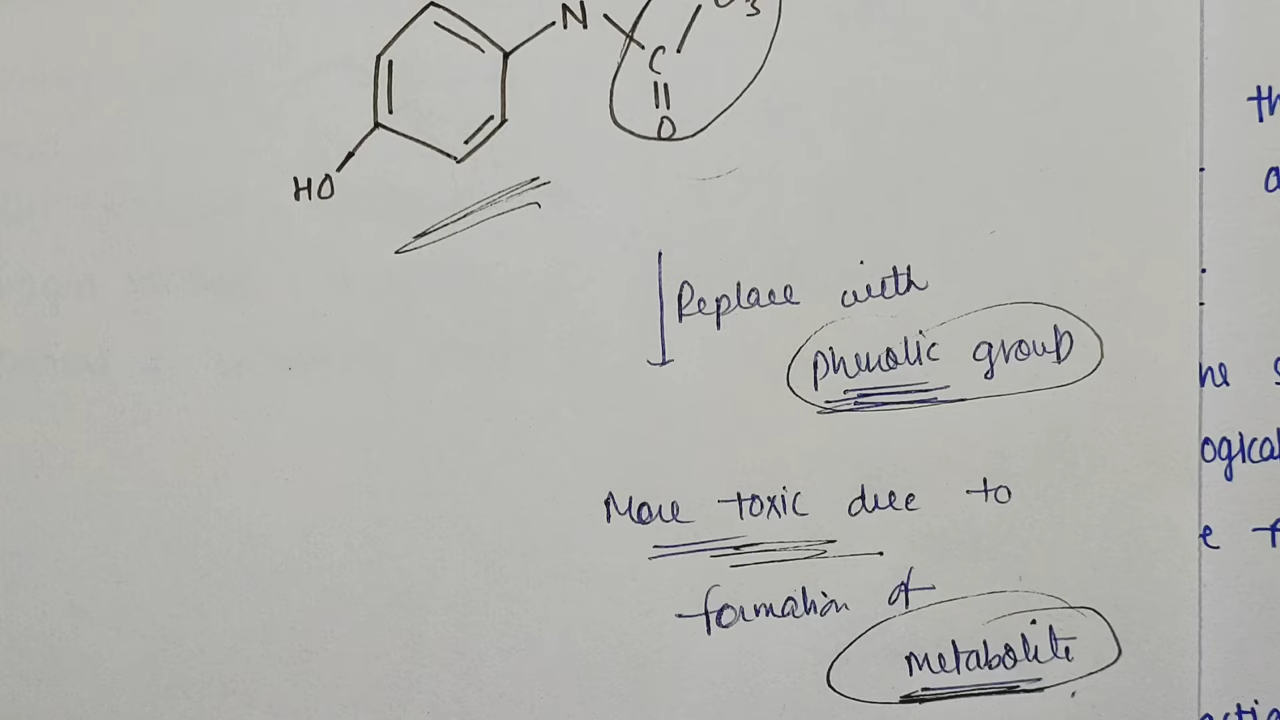 N
C
O
HO
Replace with
phenolic group
More toxic due to
formation of
metabolite